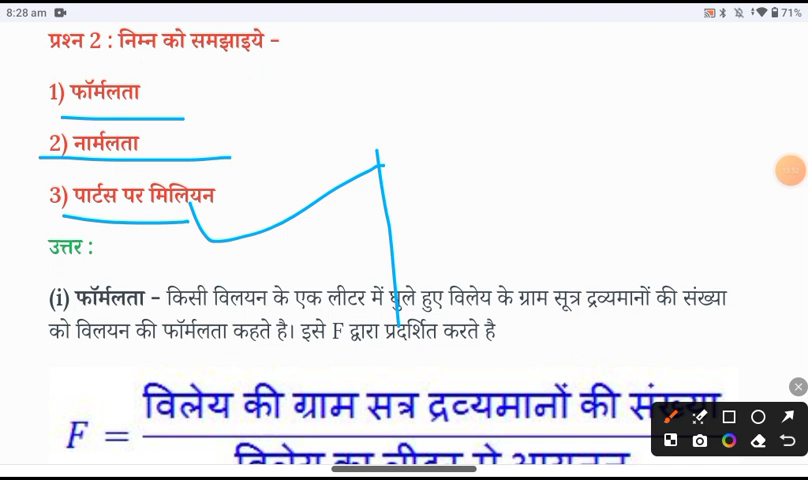 8:28 am
71%
प्रश्न 2 : निम्न को समझाइये -
1) फॉर्मलता
2) नार्मलता
3) पार्टस पर मिलियन
उत्तर :
(i) फॉर्मलता - किसी विलयन के एक लीटर में घुले हुए विलेय के ग्राम सूत्र द्रव्यमानों की संख्या
को विलयन की फॉर्मलता कहते है। इसे F द्वारा प्रदर्शित करते है
विलेय की ग्राम सत्र द्रव्यमानों की संख्या
F =